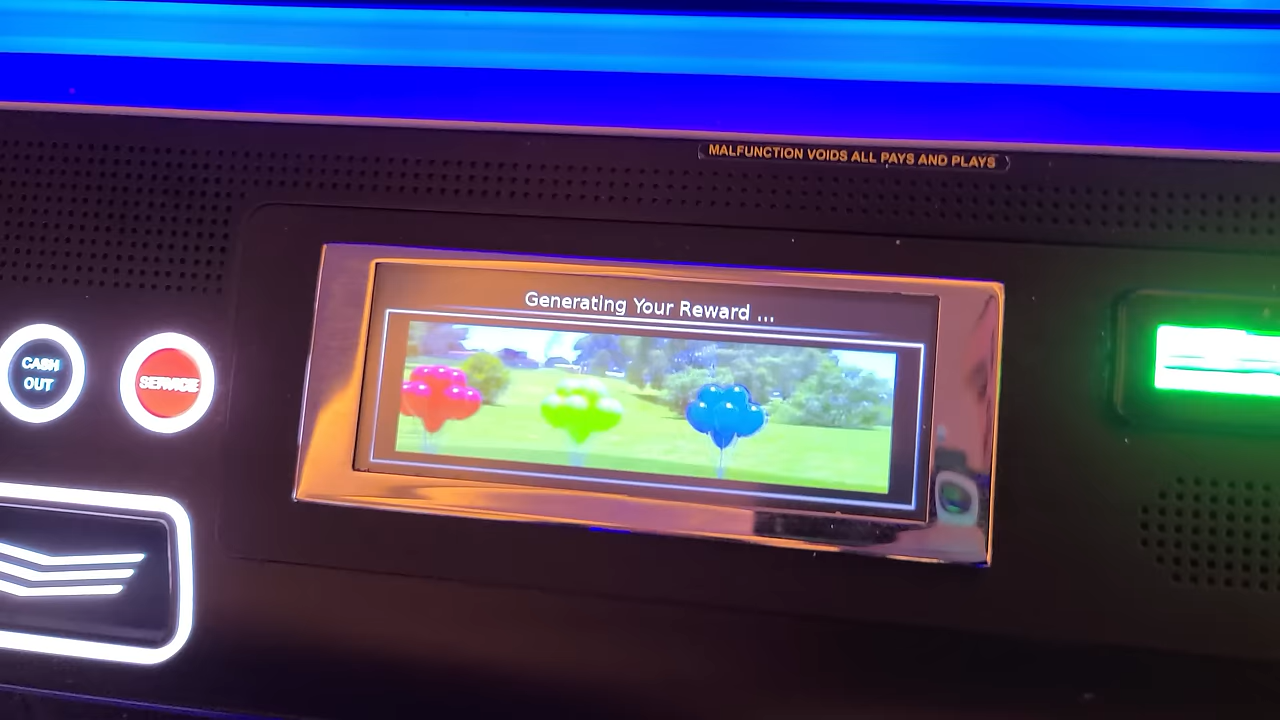 MALFUNCTION VOIDS ALL PAYS AND PLAYS
Generating Your Reward ...
CASH
OUT
SERVICE